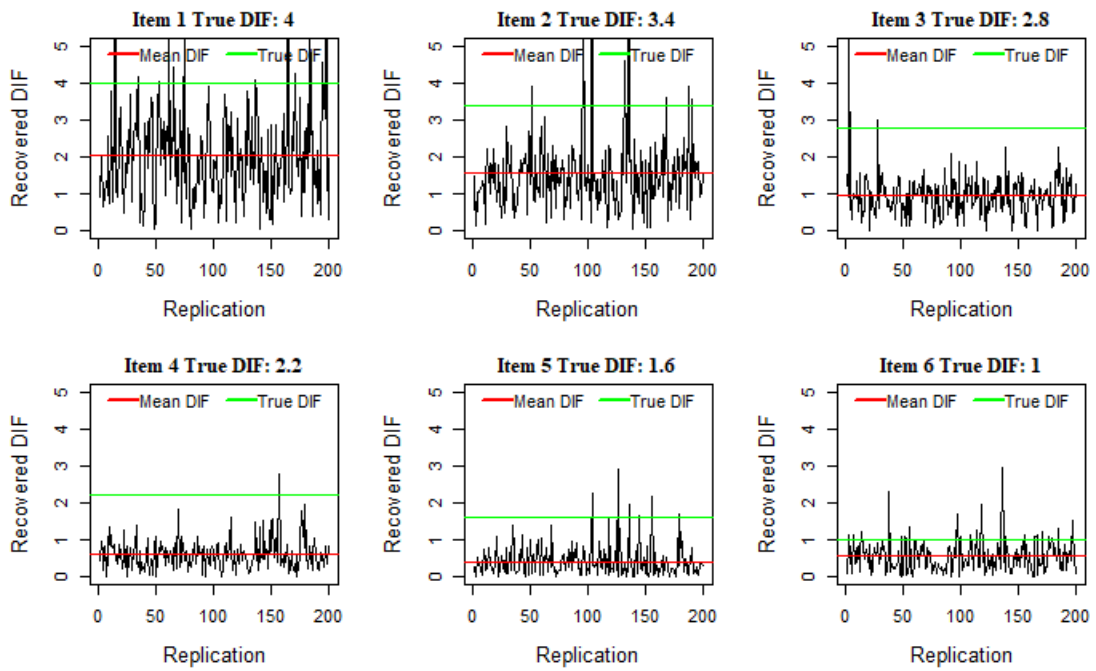 Item 1 True DIF: 4
Mean DIF True DIF
Recovered DIF
0 1 2 3 4 5
0 50 100 150 200
Replication
Item 2 True DIF: 3.4
Mean DIF True DIF
Recovered DIF
0 1 2 3 4 5
0 50 100 150 200
Replication
Item 3 True DIF: 2.8
Mean DIF True DIF
Recovered DIF
0 1 2 3 4 5
0 50 100 150 200
Replication
Item 4 True DIF: 2.2
Mean DIF True DIF
Recovered DIF
0 1 2 3 4 5
0 50 100 150 200
Replication
Item 5 True DIF: 1.6
Mean DIF True DIF
Recovered DIF
0 1 2 3 4 5
0 50 100 150 200
Replication
Item 6 True DIF: 1
Mean DIF True DIF
Recovered DIF
0 1 2 3 4 5
0 50 100 150 200
Replication